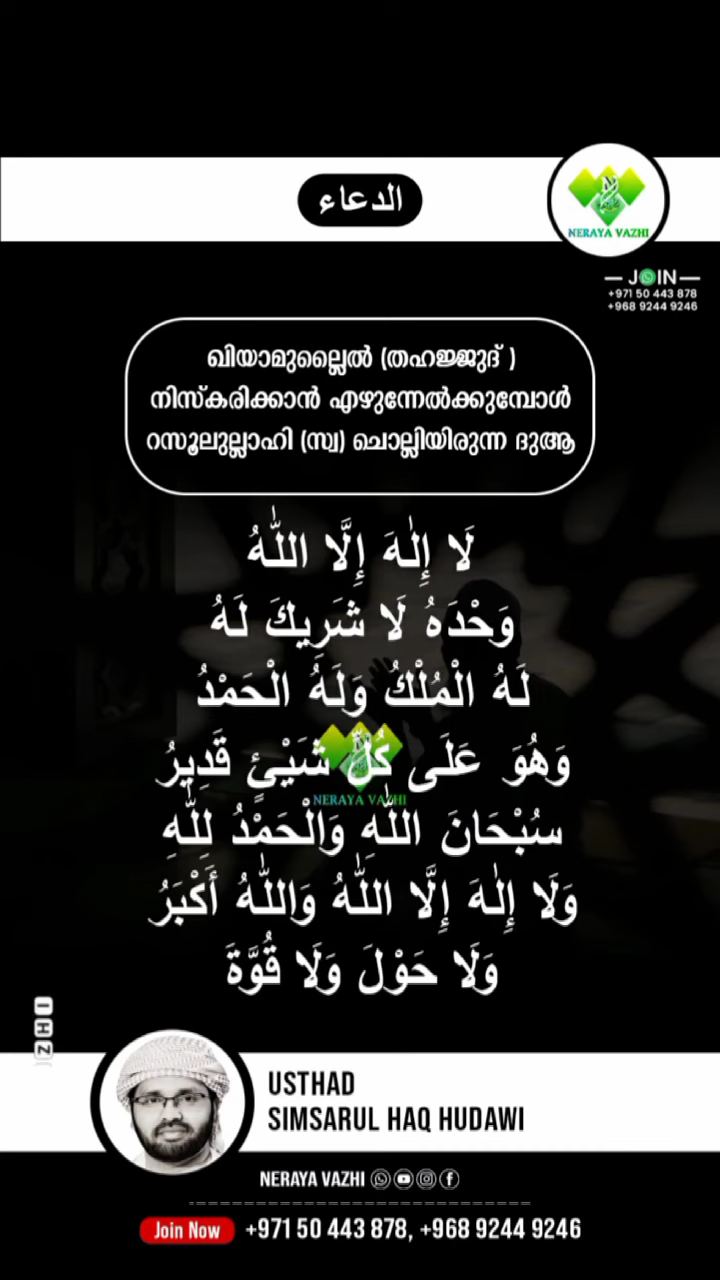 الدعاء
NERAYA VAZHI
JOIN
+971 50 443 878
+968 9244 9246
ഖിയാമുല്ലൈൽ (തഹജ്ജുദ് )
നിസ്കരിക്കാൻ എഴുന്നേൽക്കുമ്പോൾ
റസൂലുല്ലാഹി (സ്വ) ചൊല്ലിയിരുന്ന ദുആ
لَا إِلٰهَ إِلَّا اللّٰهُ
وَحْدَهُ لَا شَرِيكَ لَهُ
لَهُ الْمُلْكُ وَلَهُ الْحَمْدُ
وَهُوَ عَلَى كُلِّ شَيْئٍ قَدِيرُ
NERAYA VAZHI
سُبْحَانَ اللّٰهِ وَالْحَمْدُ لِلّٰهِ
وَلَا إِلٰهَ إِلَّا اللّٰهُ وَاللّٰهُ أَكْبَرُ
وَلَا حَوْلَ وَلَا قُوَّةَ
ZHI
USTHAD
SIMSARUL HAQ HUDAWI
NERAYA VAZHI
Join Now +971 50 443 878, +968 9244 9246